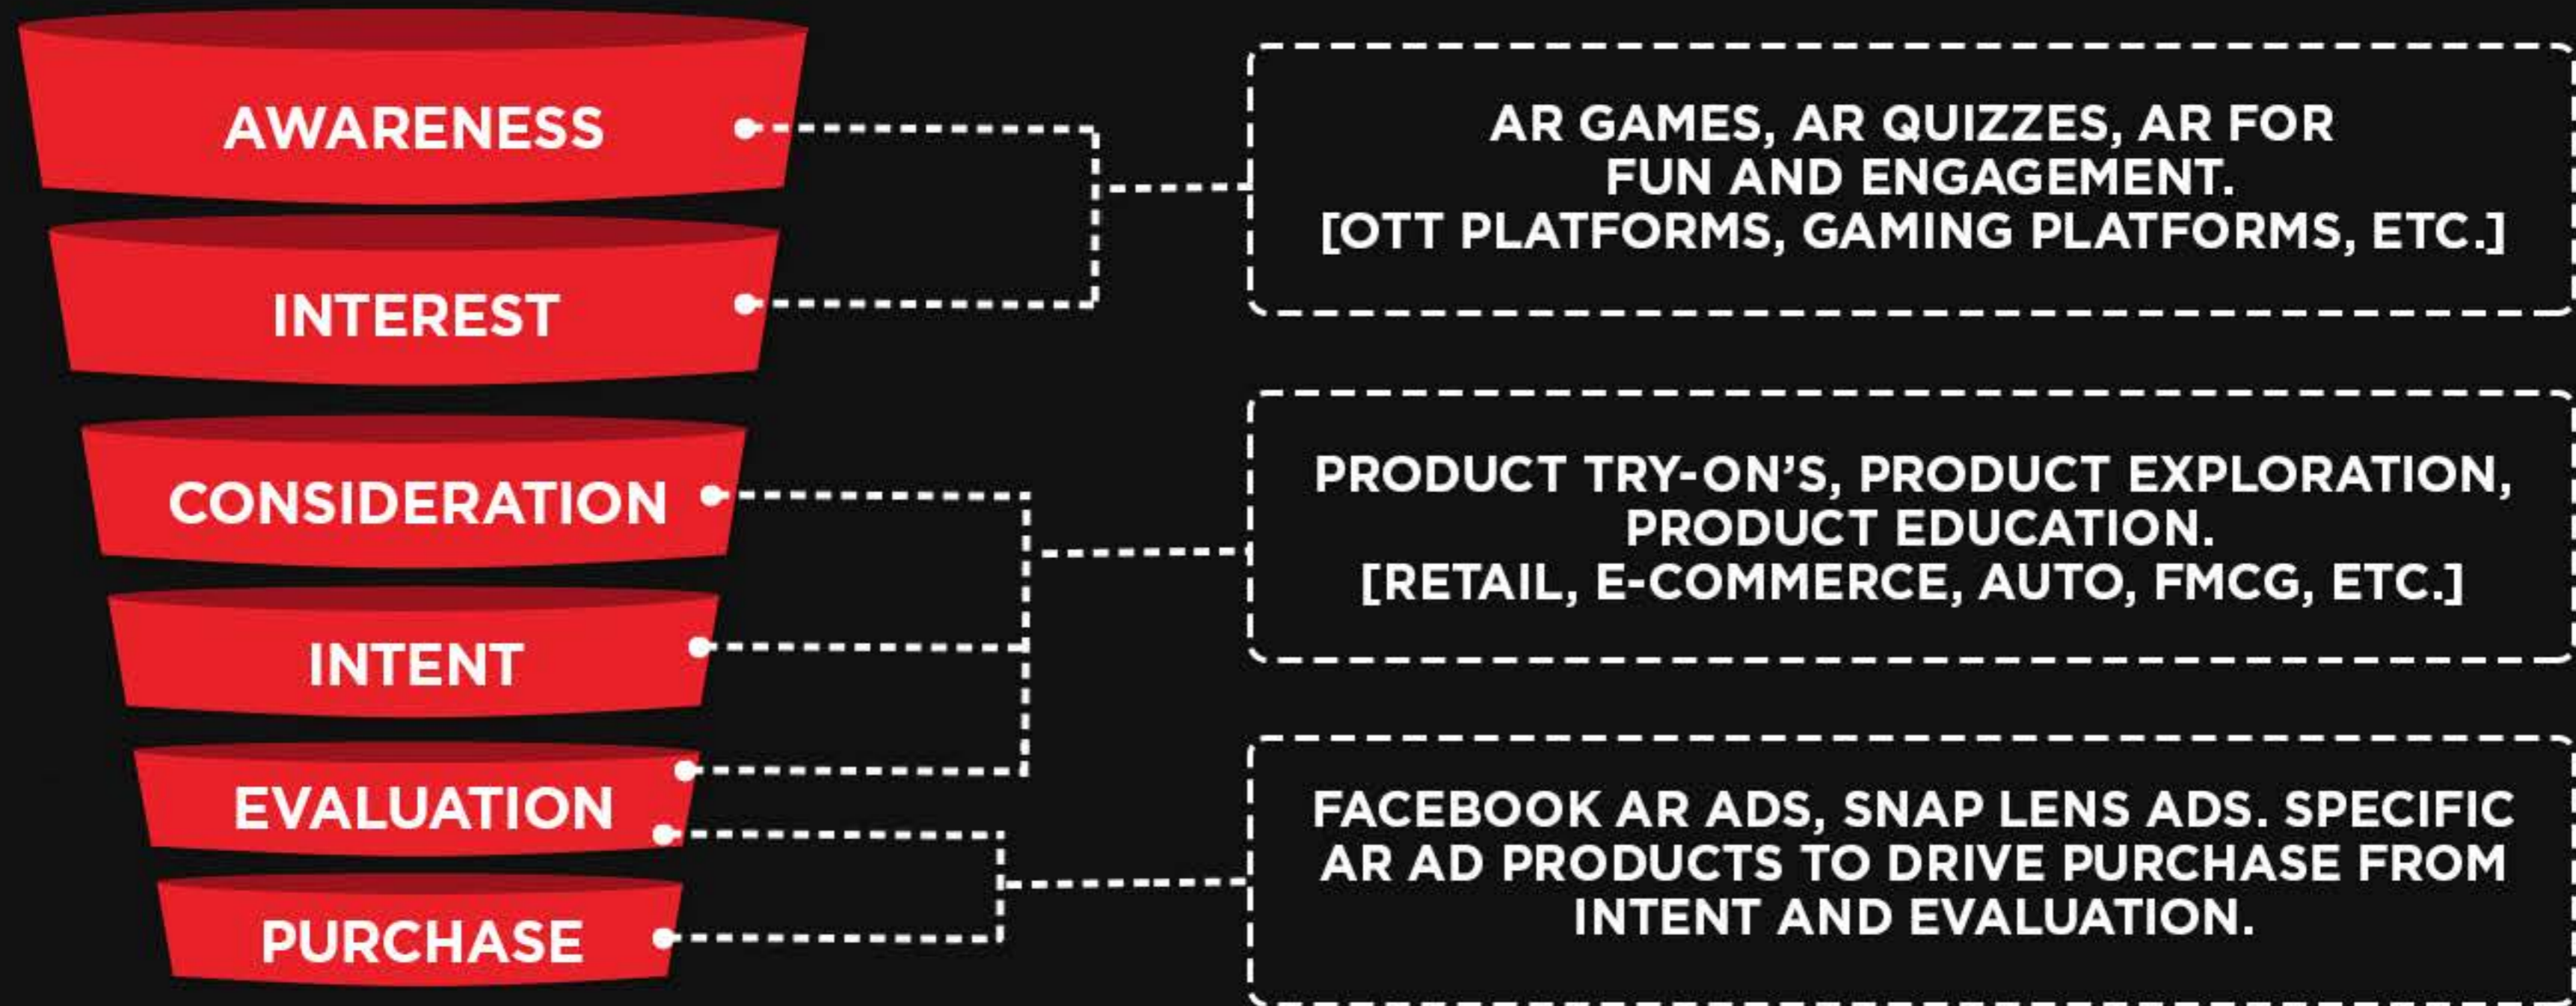 AWARENESS
INTEREST
CONSIDERATION
INTENT
EVALUATION
PURCHASE
AR GAMES, AR QUIZZES, AR FOR
FUN AND ENGAGEMENT.
[OTT PLATFORMS, GAMING PLATFORMS, ETC.]
PRODUCT TRY-ON’S, PRODUCT EXPLORATION,
PRODUCT EDUCATION.
[RETAIL, E-COMMERCE, AUTO, FMCG, ETC.]
FACEBOOK AR ADS, SNAP LENS ADS. SPECIFIC
AR AD PRODUCTS TO DRIVE PURCHASE FROM
INTENT AND EVALUATION.